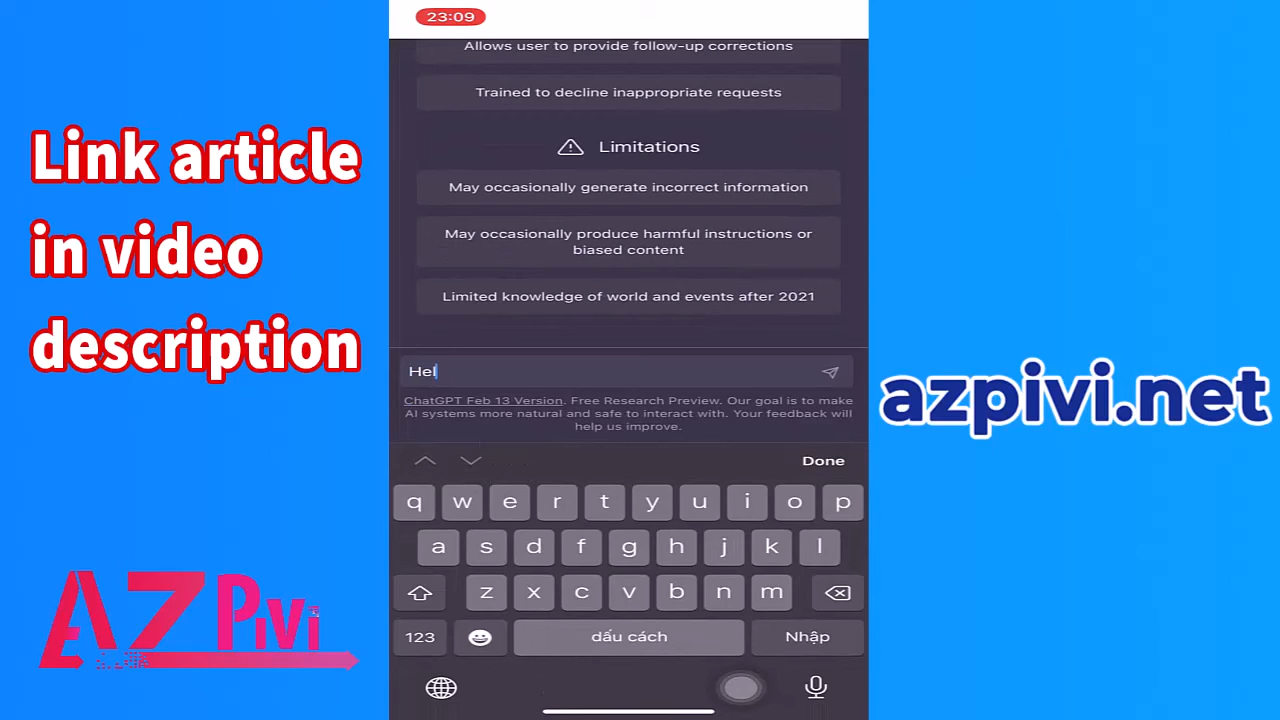 Link article
in video
description
AZ Pivi
23:09
Allows user to provide follow-up corrections
Trained to decline inappropriate requests
Limitations
May occasionally generate incorrect information
May occasionally produce harmful instructions or
biased content
Limited knowledge of world and events after 2021
Hel
ChatGPT Feb 13 Version. Free Research Preview. Our goal is to make
AI systems more natural and safe to interact with. Your feedback will
help us improve.
Done
q w e r t y u i o p
a s d f g h j k l
z x c v b n m
123 dấu cách Nhập
azpivi.net